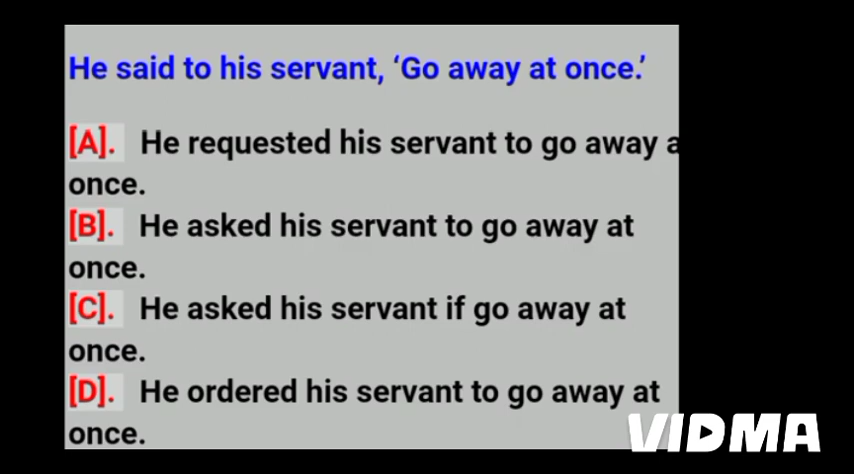 He said to his servant, ‘Go away at once.’
[A]. He requested his servant to go away a
once.
[B]. He asked his servant to go away at
once.
[C]. He asked his servant if go away at
once.
[D]. He ordered his servant to go away at
once.
VIDMA